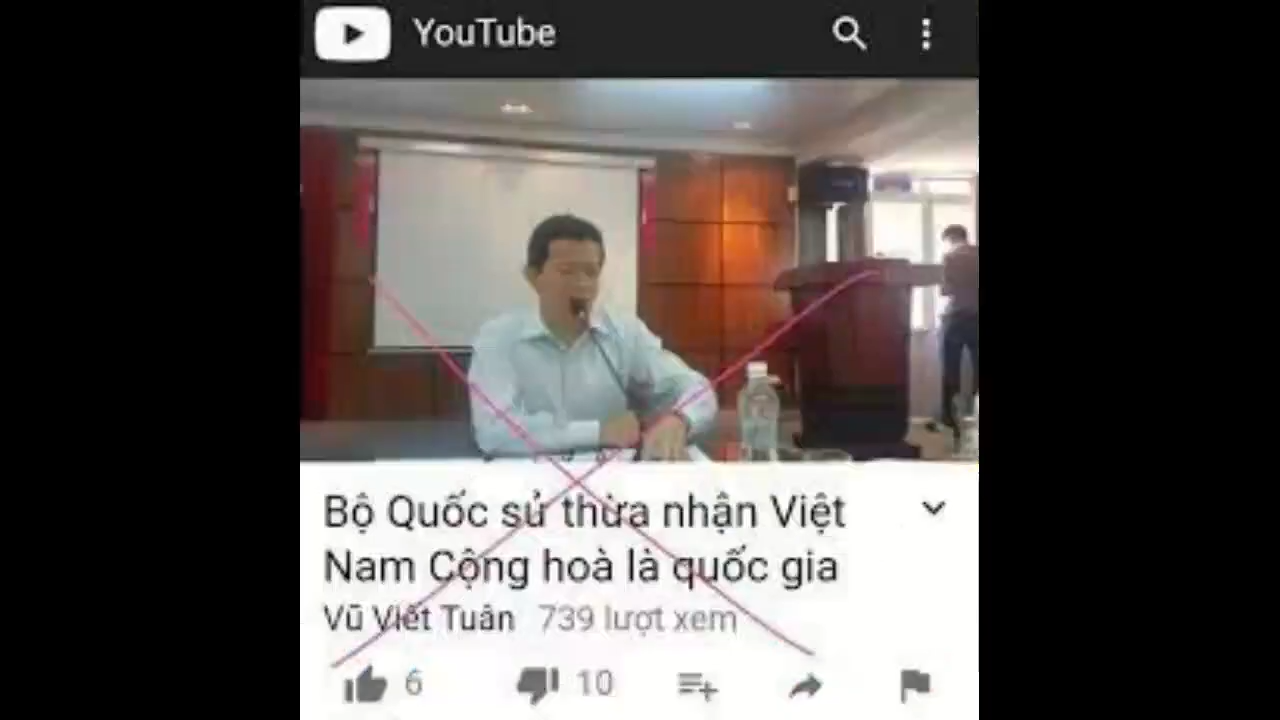 YouTube
Bộ Quốc sử thừa nhận Việt
Nam Cộng hoà là quốc gia
Vũ Viết Tuân 739 lượt xem
6 10